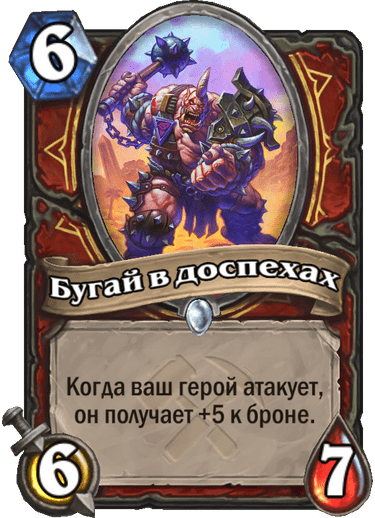 6
Бугай в доспехах
Когда ваш герой атакует,
он получает +5 к броне.
6
7